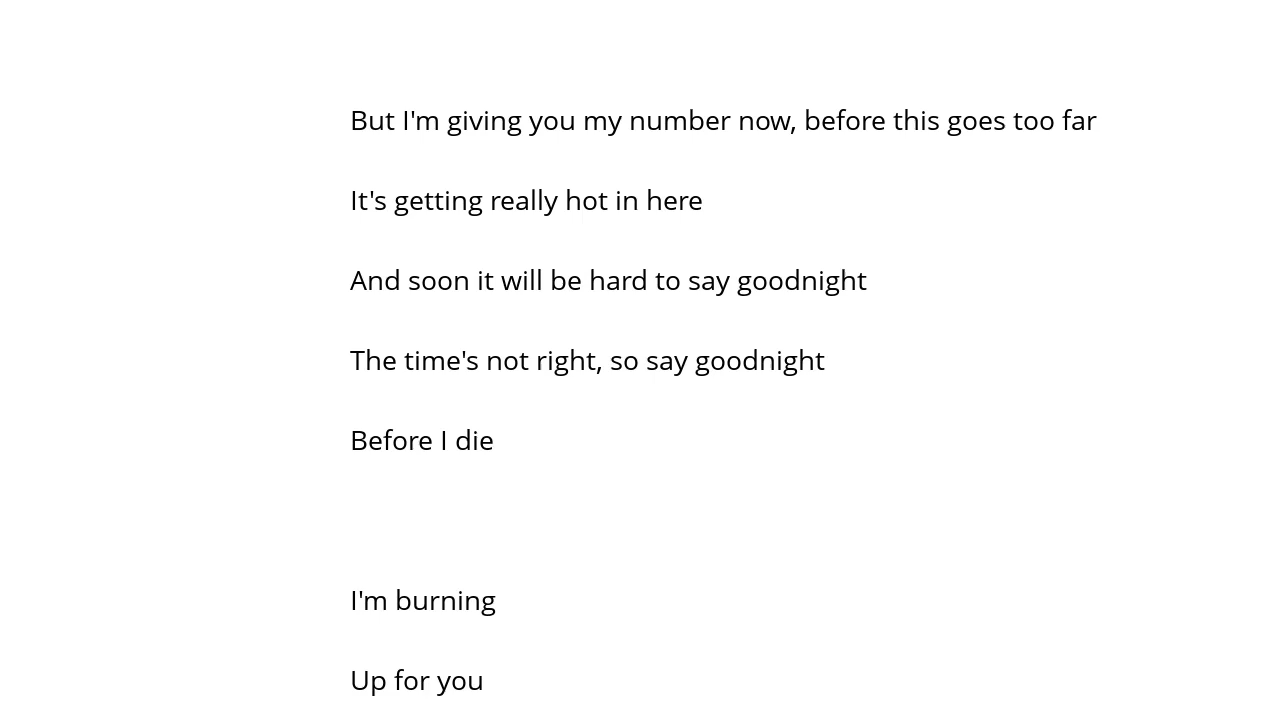 But I'm giving you my number now, before this goes too far
It's getting really hot in here
And soon it will be hard to say goodnight
The time's not right, so say goodnight
Before I die
I'm burning
Up for you